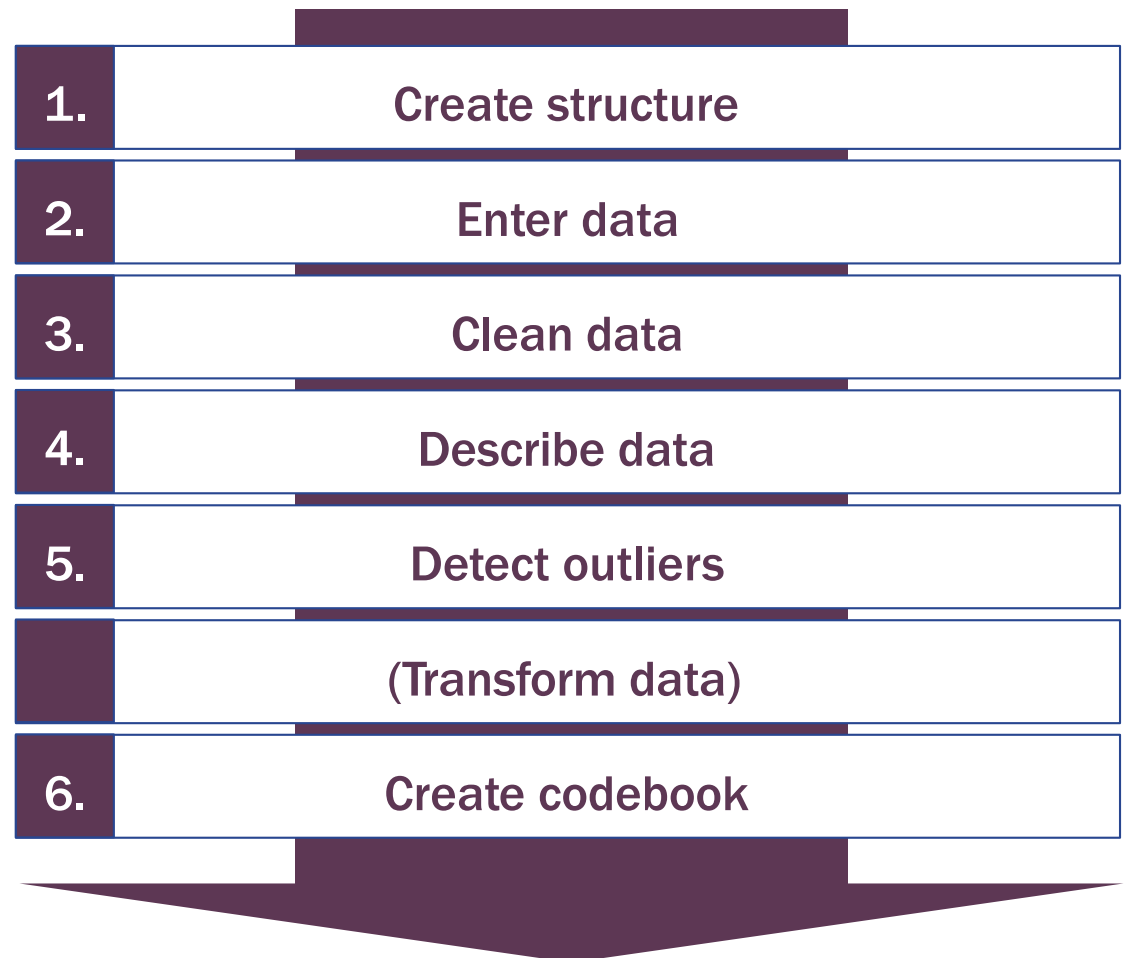 1. Create structure
2. Enter data
3. Clean data
4. Describe data
5. Detect outliers
(Transform data)
6. Create codebook